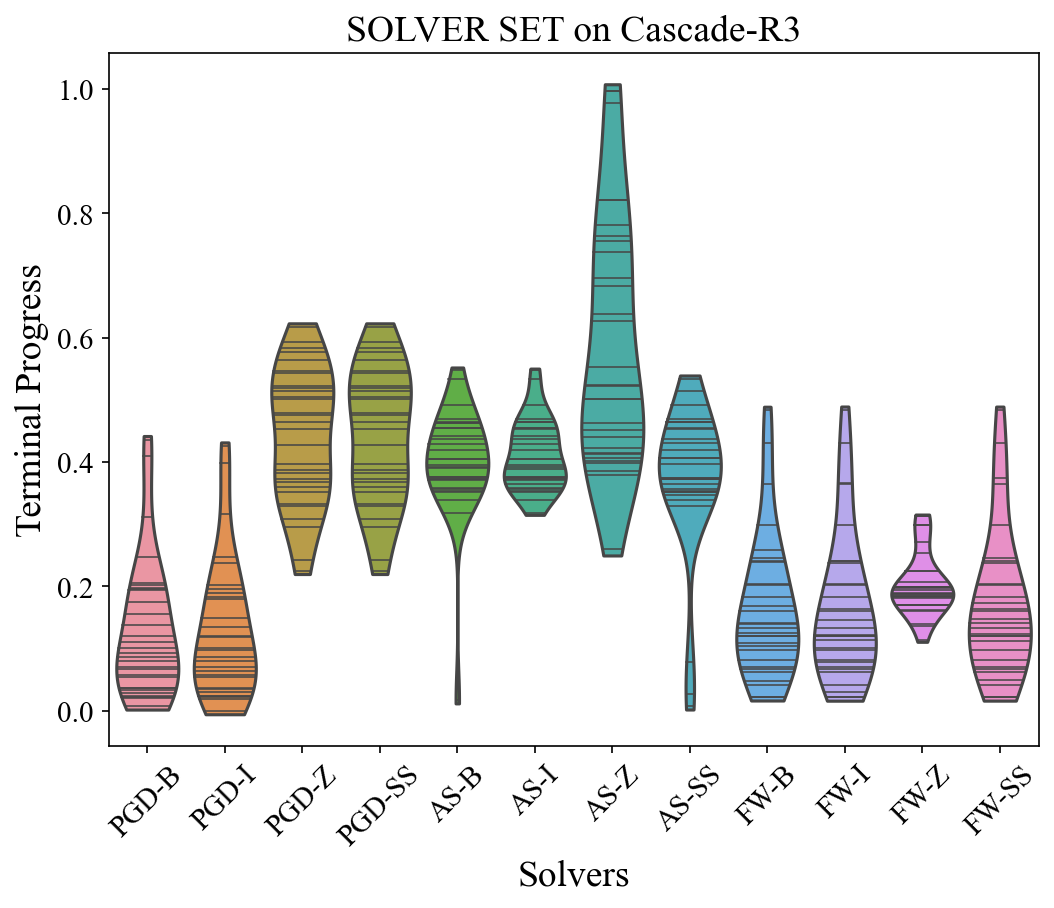 SOLVER SET on Cascade-R3
Terminal Progress
1.0
0.8
0.6
0.4
0.2
0.0
PGD-B
PGD-I
PGD-Z
PGD-SS
AS-B
AS-I
AS-Z
AS-SS
FW-B
FW-I
FW-Z
FW-SS
Solvers